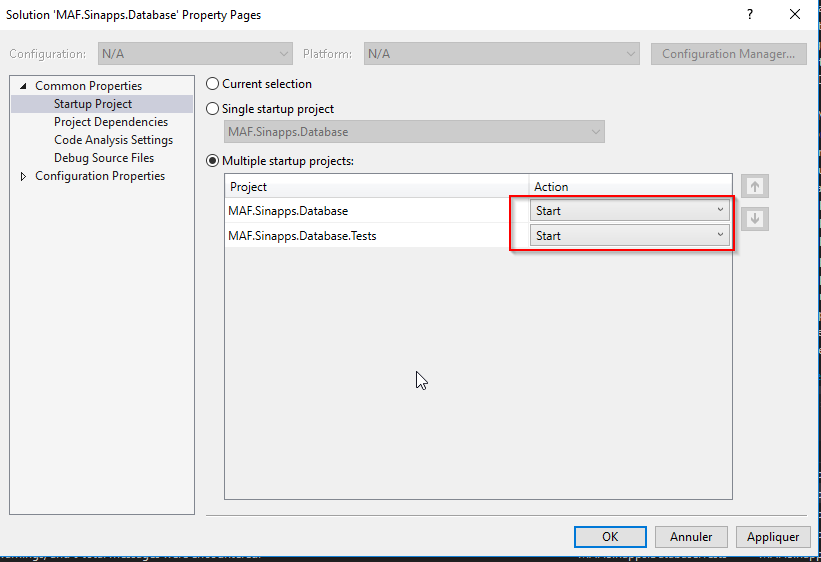 Solution 'MAF.Sinapps.Database' Property Pages
?
Configuration: N/A Platform: N/A Configuration Manager...
Common Properties
Startup Project
Project Dependencies
Code Analysis Settings
Debug Source Files
Configuration Properties
Current selection
Single startup project
MAF.Sinapps.Database
Multiple startup projects:
Project Action
MAF.Sinapps.Database Start
MAF.Sinapps.Database.Tests Start
OK Annuler Appliquer